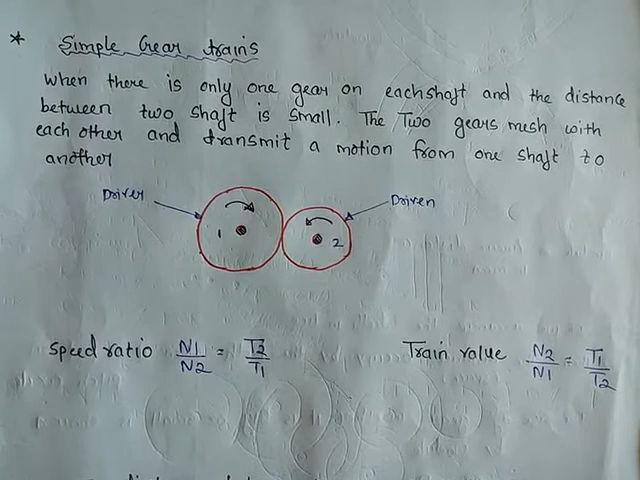 * Simple Gear trains
When there is only one gear on each shaft and the distance
between two shaft is small. The Two gears mesh with
each other and transmit a motion from one shaft to
another
Driver
Driven
1
2
Speed ratio N1/N2 = T2/T1
Train value N2/N1 = T1/T2